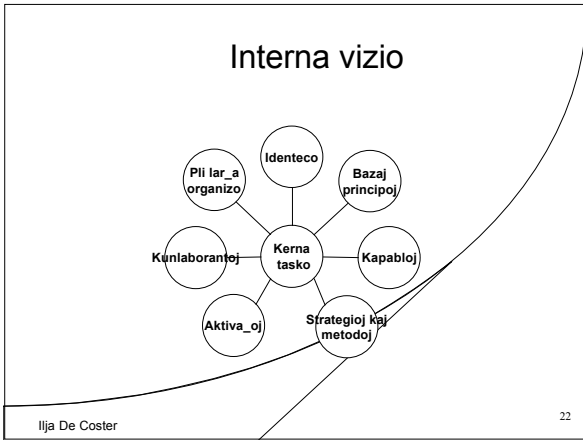 Interna vizio
Identeco
Pli lar_a
organizo
Bazaj
principoj
Kunlaborantoj
Kerna
tasko
Kapabloj
Aktiva_oj
Strategioj kaj
metodoj
Ilja De Coster
22